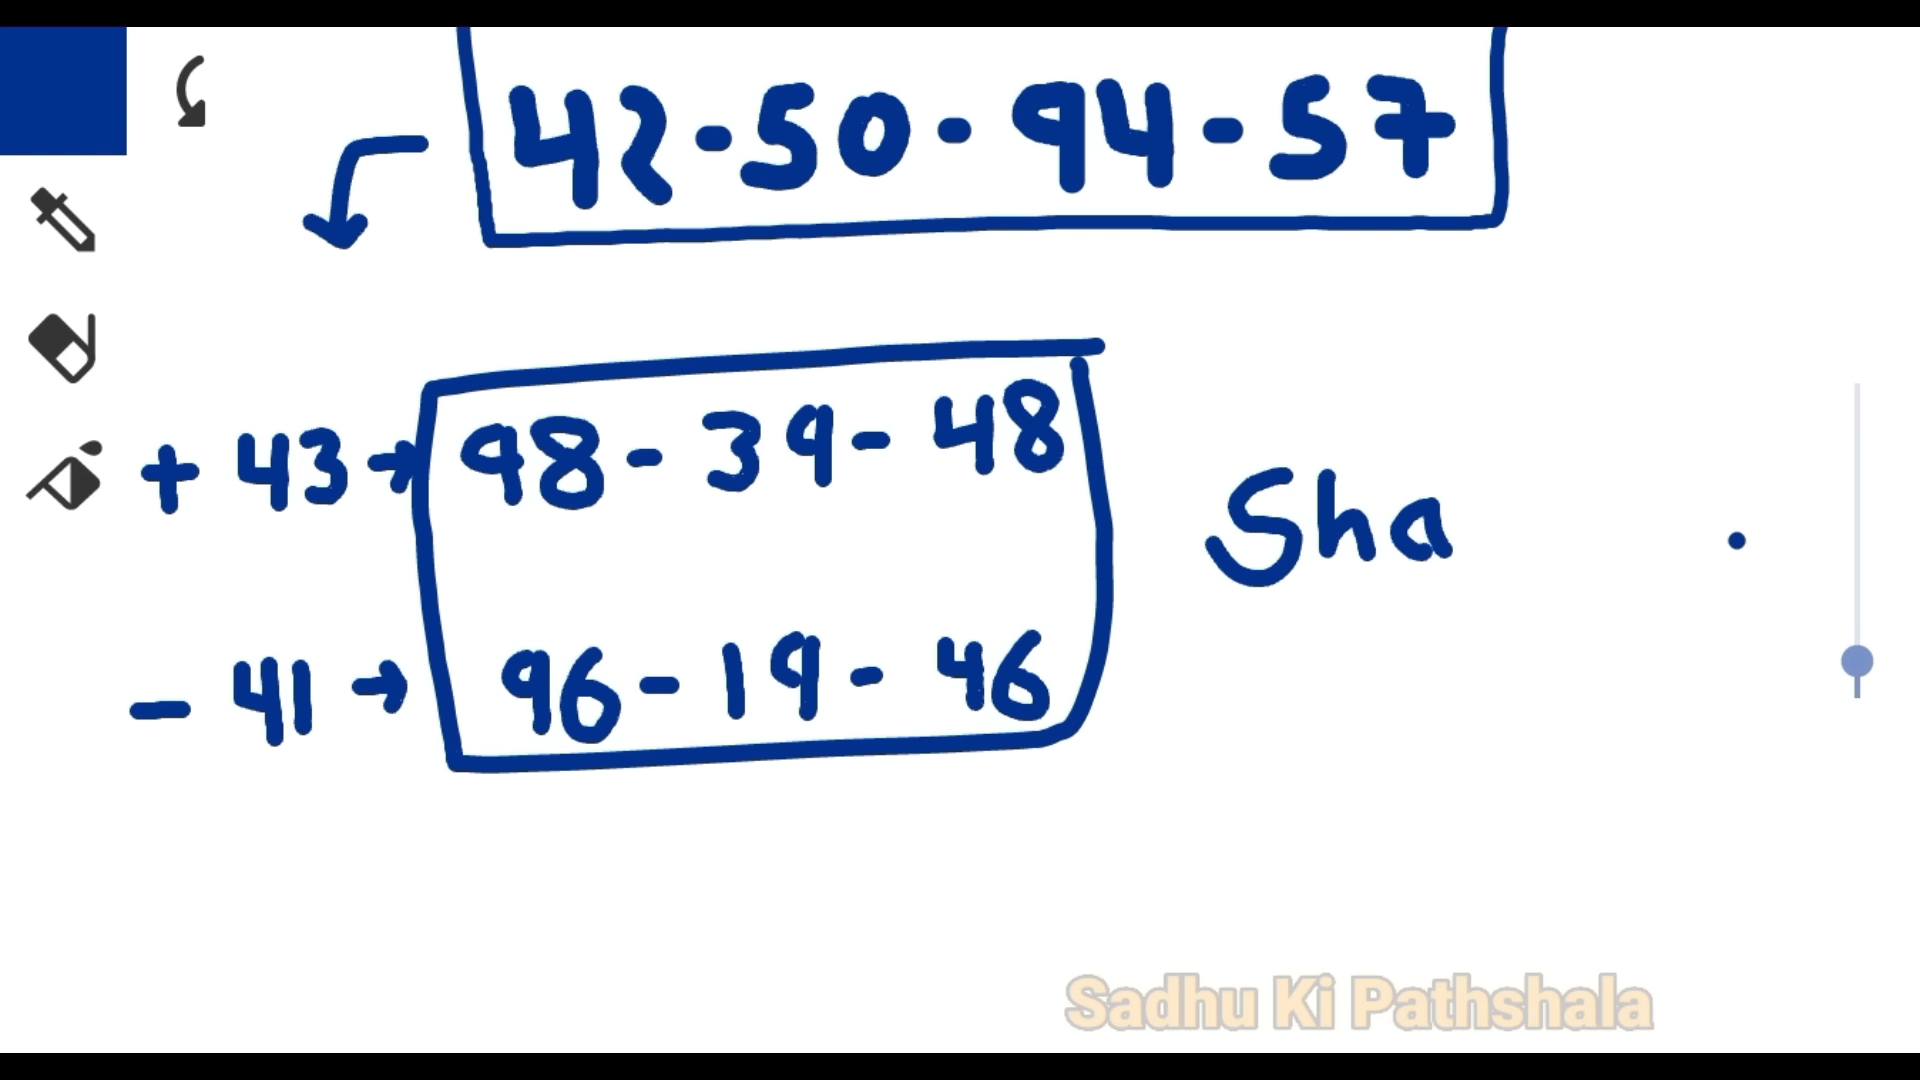 42-50-94-57
+ 43 → 98-39-48
Sha
- 41 → 96-19-46
Sadhu Ki Pathshala